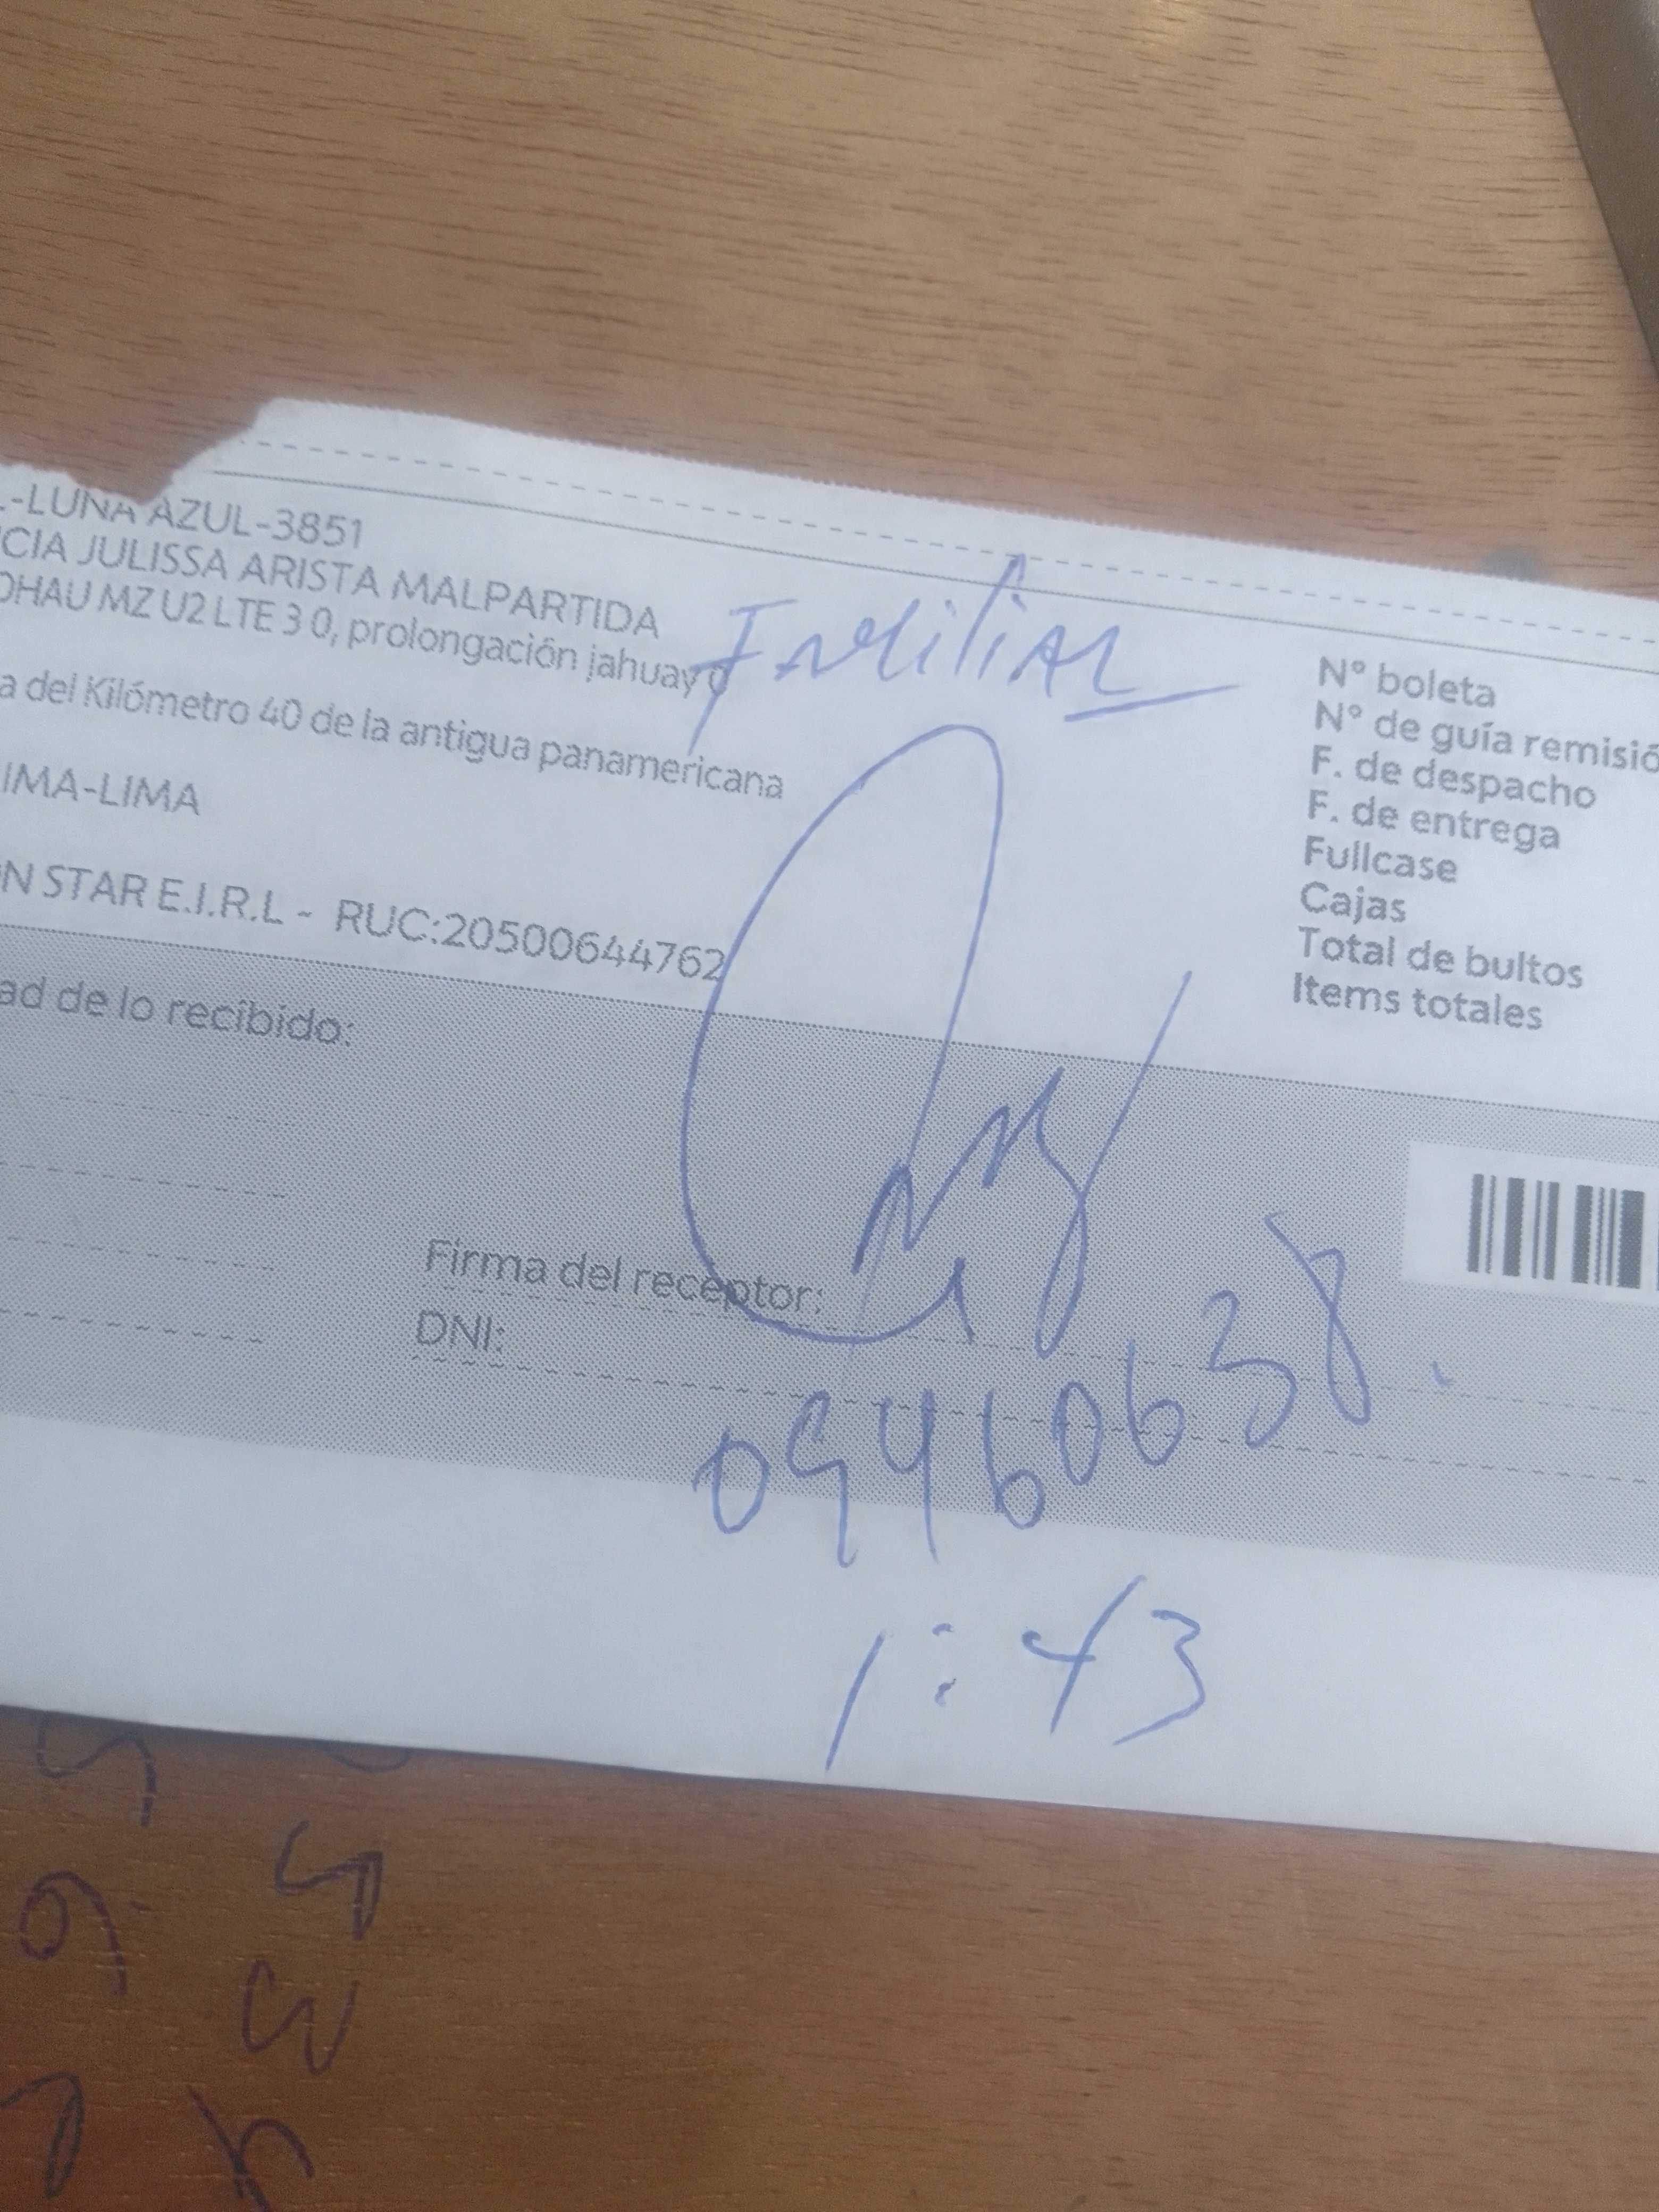 -LUNA AZUL-3851
CIA JULISSA ARISTA MALPARTIDA
OHAU MZ U2 LTE 3 0, prolongación jahuay
a del Kilómetro 40 de la antigua panamericana
IMA-LIMA
N STAR E.I.R.L - RUC:20500644762
ad de lo recibido:
Familiar
N° boleta
N° de guía remisió
F. de despacho
F. de entrega
Fullcase
Cajas
Total de bultos
Items totales
Firma del receptor:
DNI:
09460638.
1:43